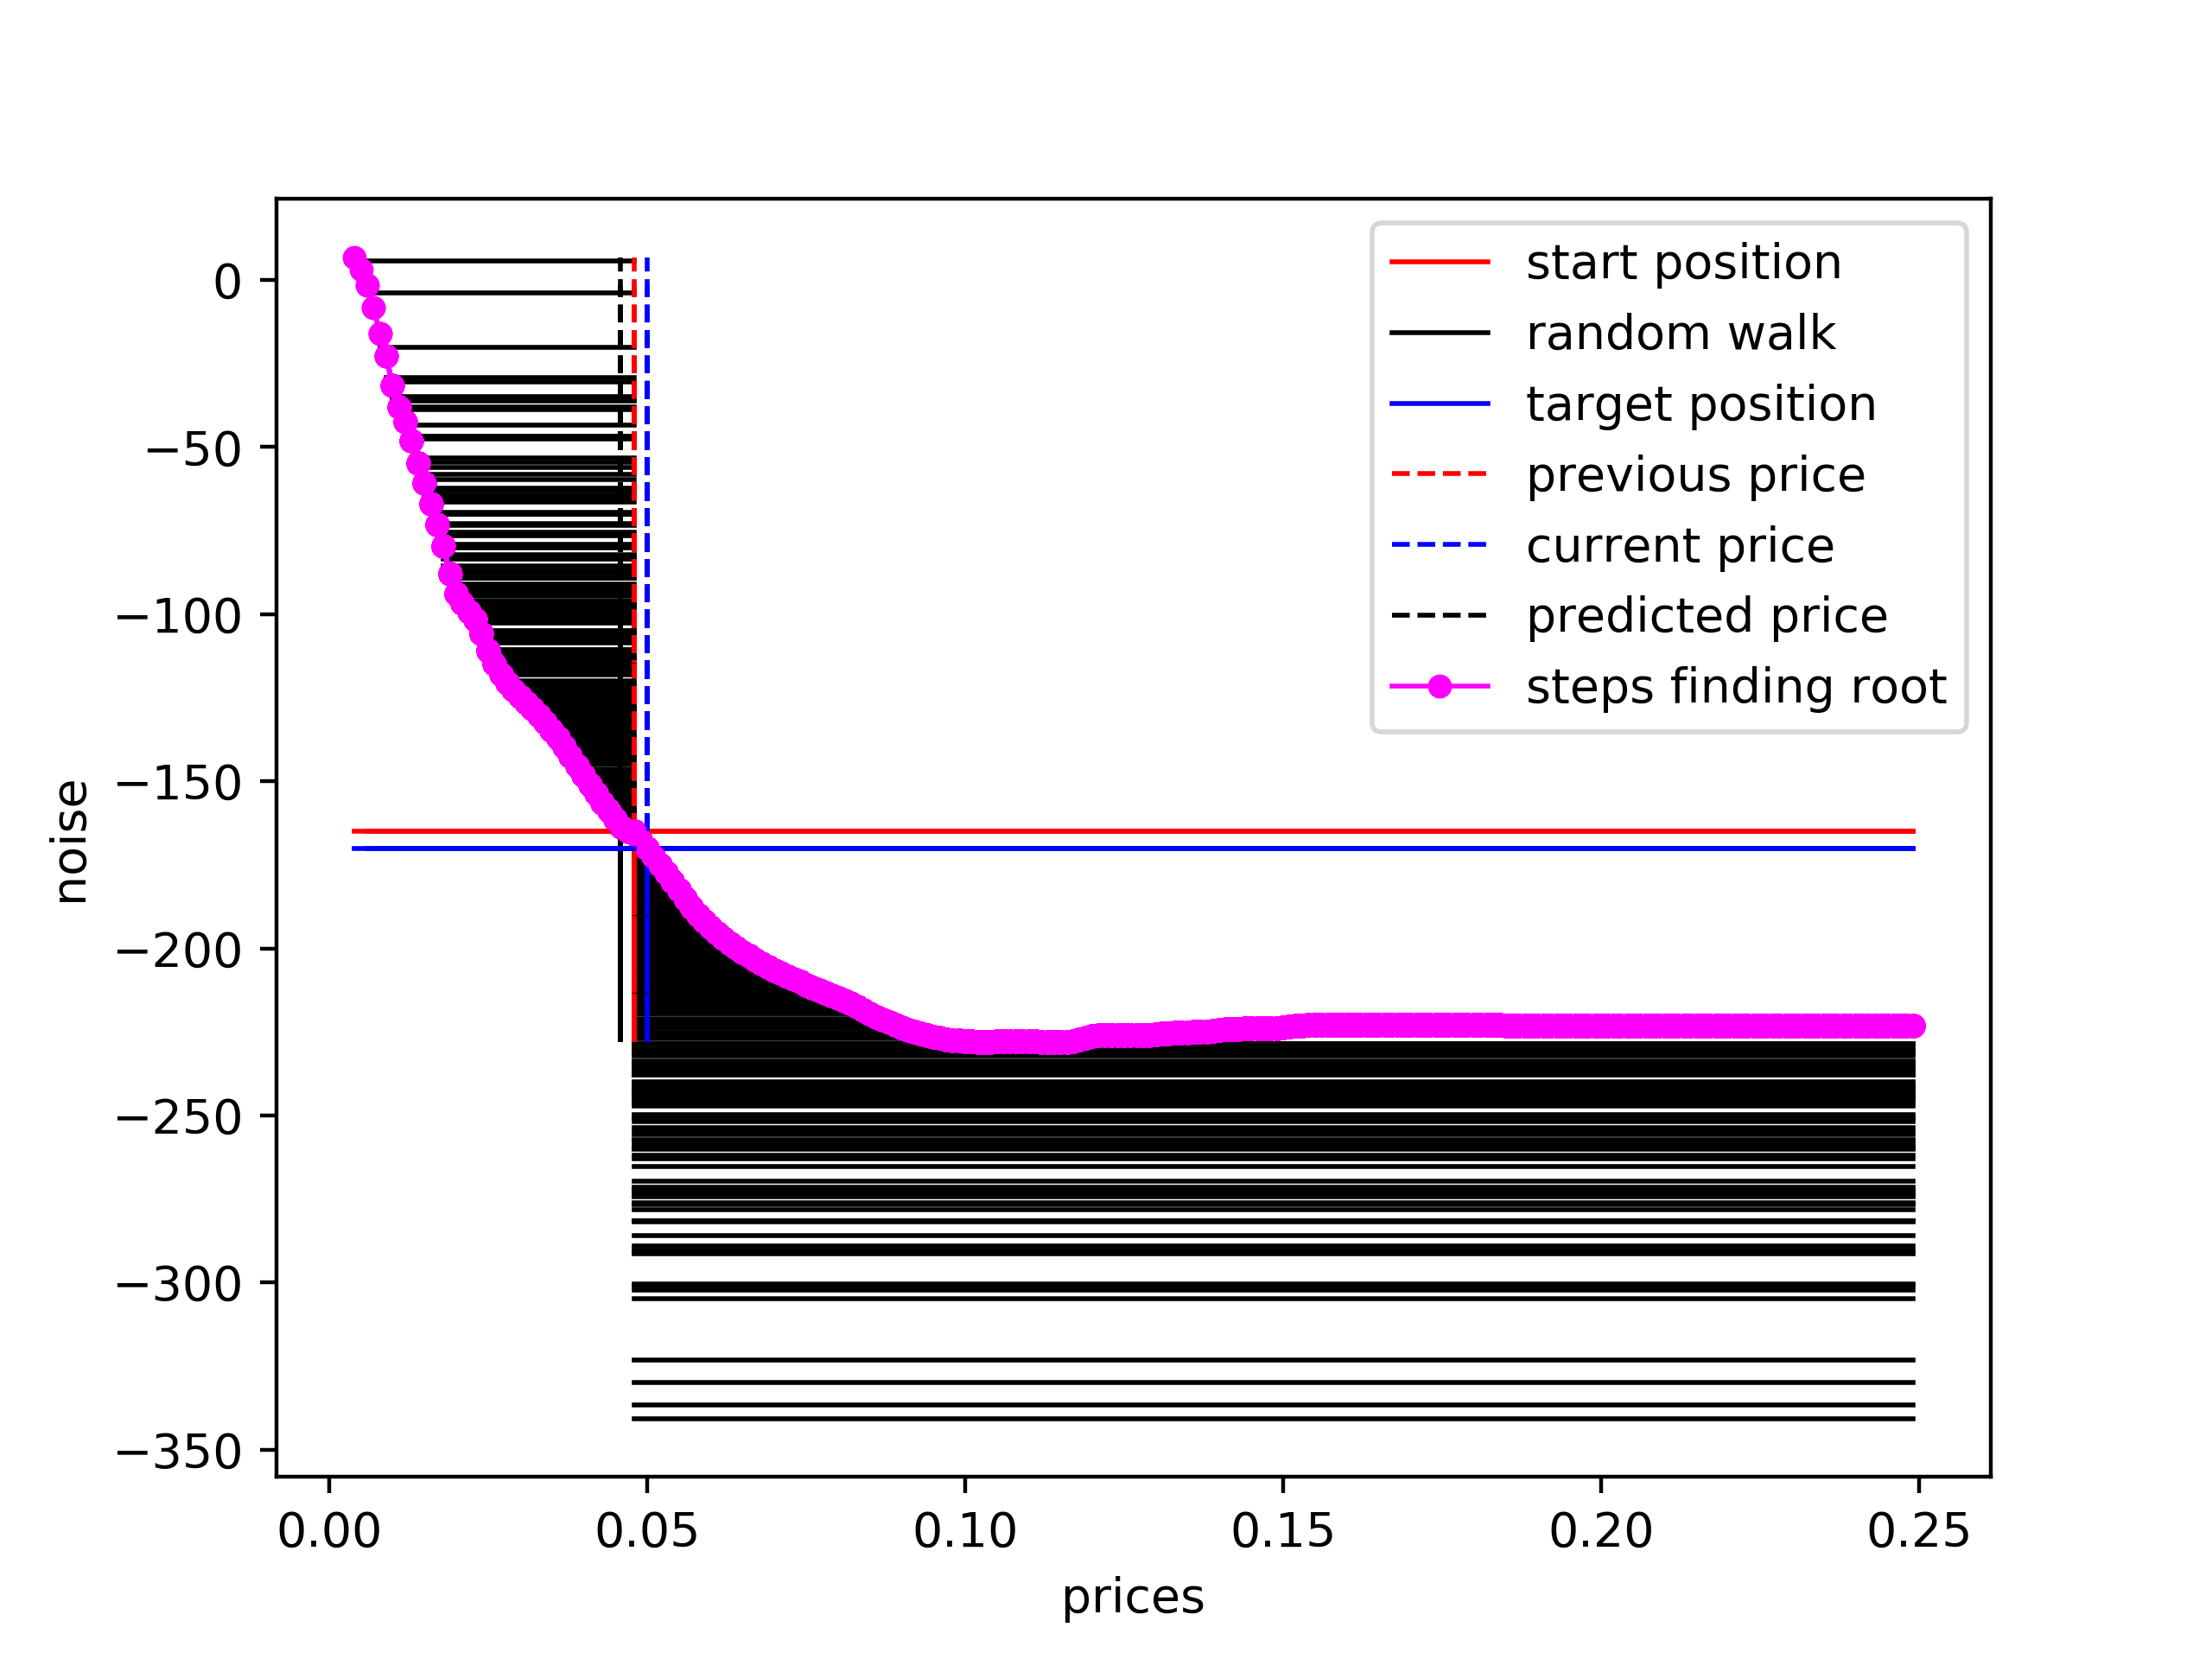 start position
random walk
target position
previous price
current price
predicted price
steps finding root
noise
0
−50
−100
−150
−200
−250
−300
−350
0.00 0.05 0.10 0.15 0.20 0.25
prices